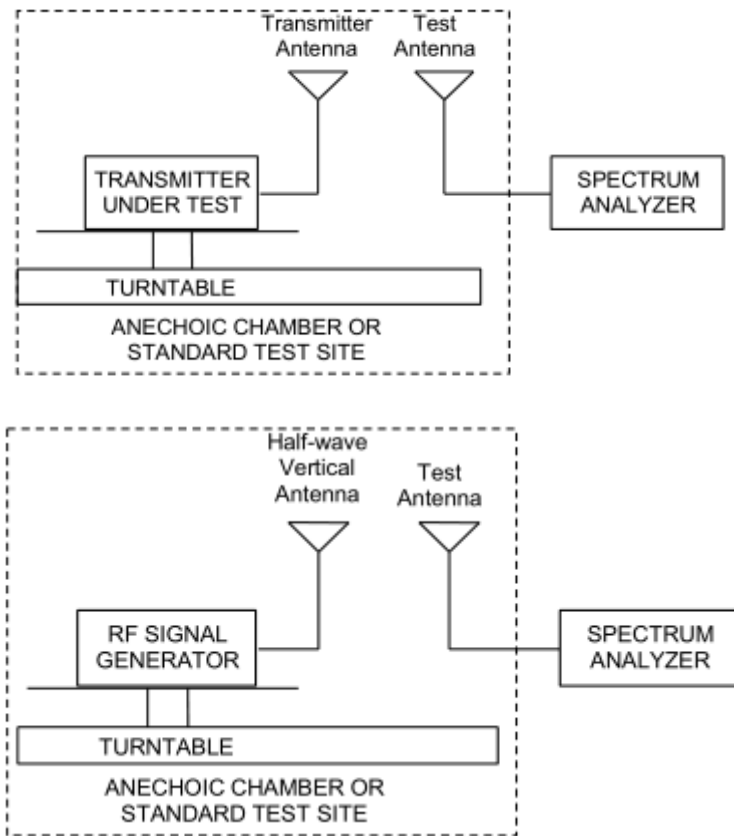 Transmitter
Antenna
Test
Antenna
TRANSMITTER
UNDER TEST
SPECTRUM
ANALYZER
TURNTABLE
ANECHOIC CHAMBER OR
STANDARD TEST SITE
Half-wave
Vertical
Antenna
Test
Antenna
RF SIGNAL
GENERATOR
SPECTRUM
ANALYZER
TURNTABLE
ANECHOIC CHAMBER OR
STANDARD TEST SITE